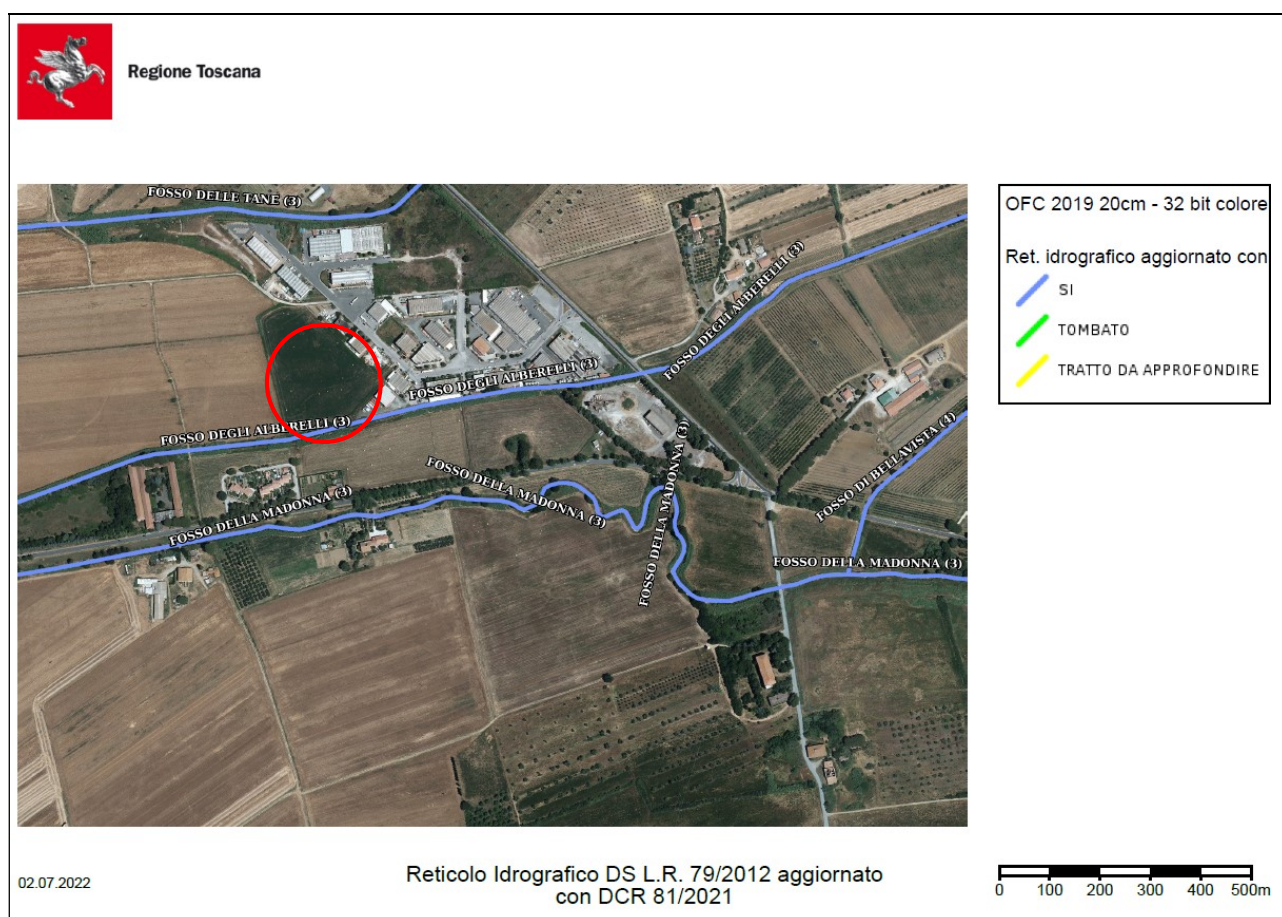 Regione Toscana
FOSSO DELLE TANE (3)
FOSSO DEGLI ALBERELLI (3)
FOSSO DEGLI ALBERELLI (3)
FOSSO DEGLI ALBERELLI (3)
FOSSO DELLA MADONNA (3)
FOSSO DELLA MADONNA (3)
FOSSO DELLA MADONNA (3)
FOSSO DI BELLAVISTA (4)
FOSSO DELLA MADONNA (3)
OFC 2019 20cm - 32 bit colore
Ret. idrografico aggiornato con
SI
TOMBATO
TRATTO DA APPROFONDIRE
02.07.2022
Reticolo Idrografico DS L.R. 79/2012 aggiornato
con DCR 81/2021
0 100 200 300 400 500m